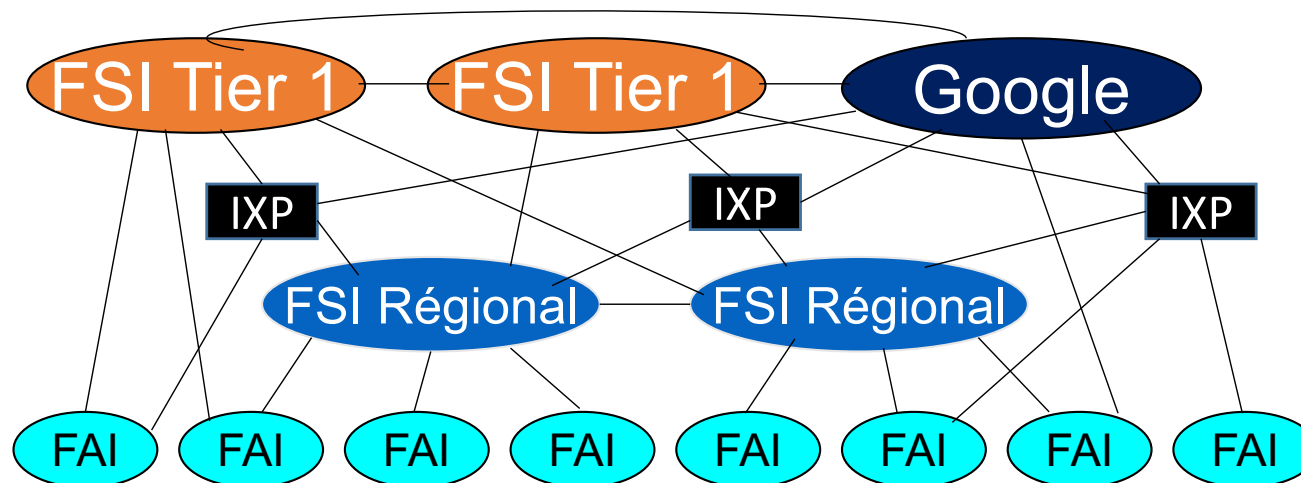 FSI Tier 1
FSI Tier 1
Google
IXP
IXP
IXP
FSI Régional
FSI Régional
FAI
FAI
FAI
FAI
FAI
FAI
FAI
FAI